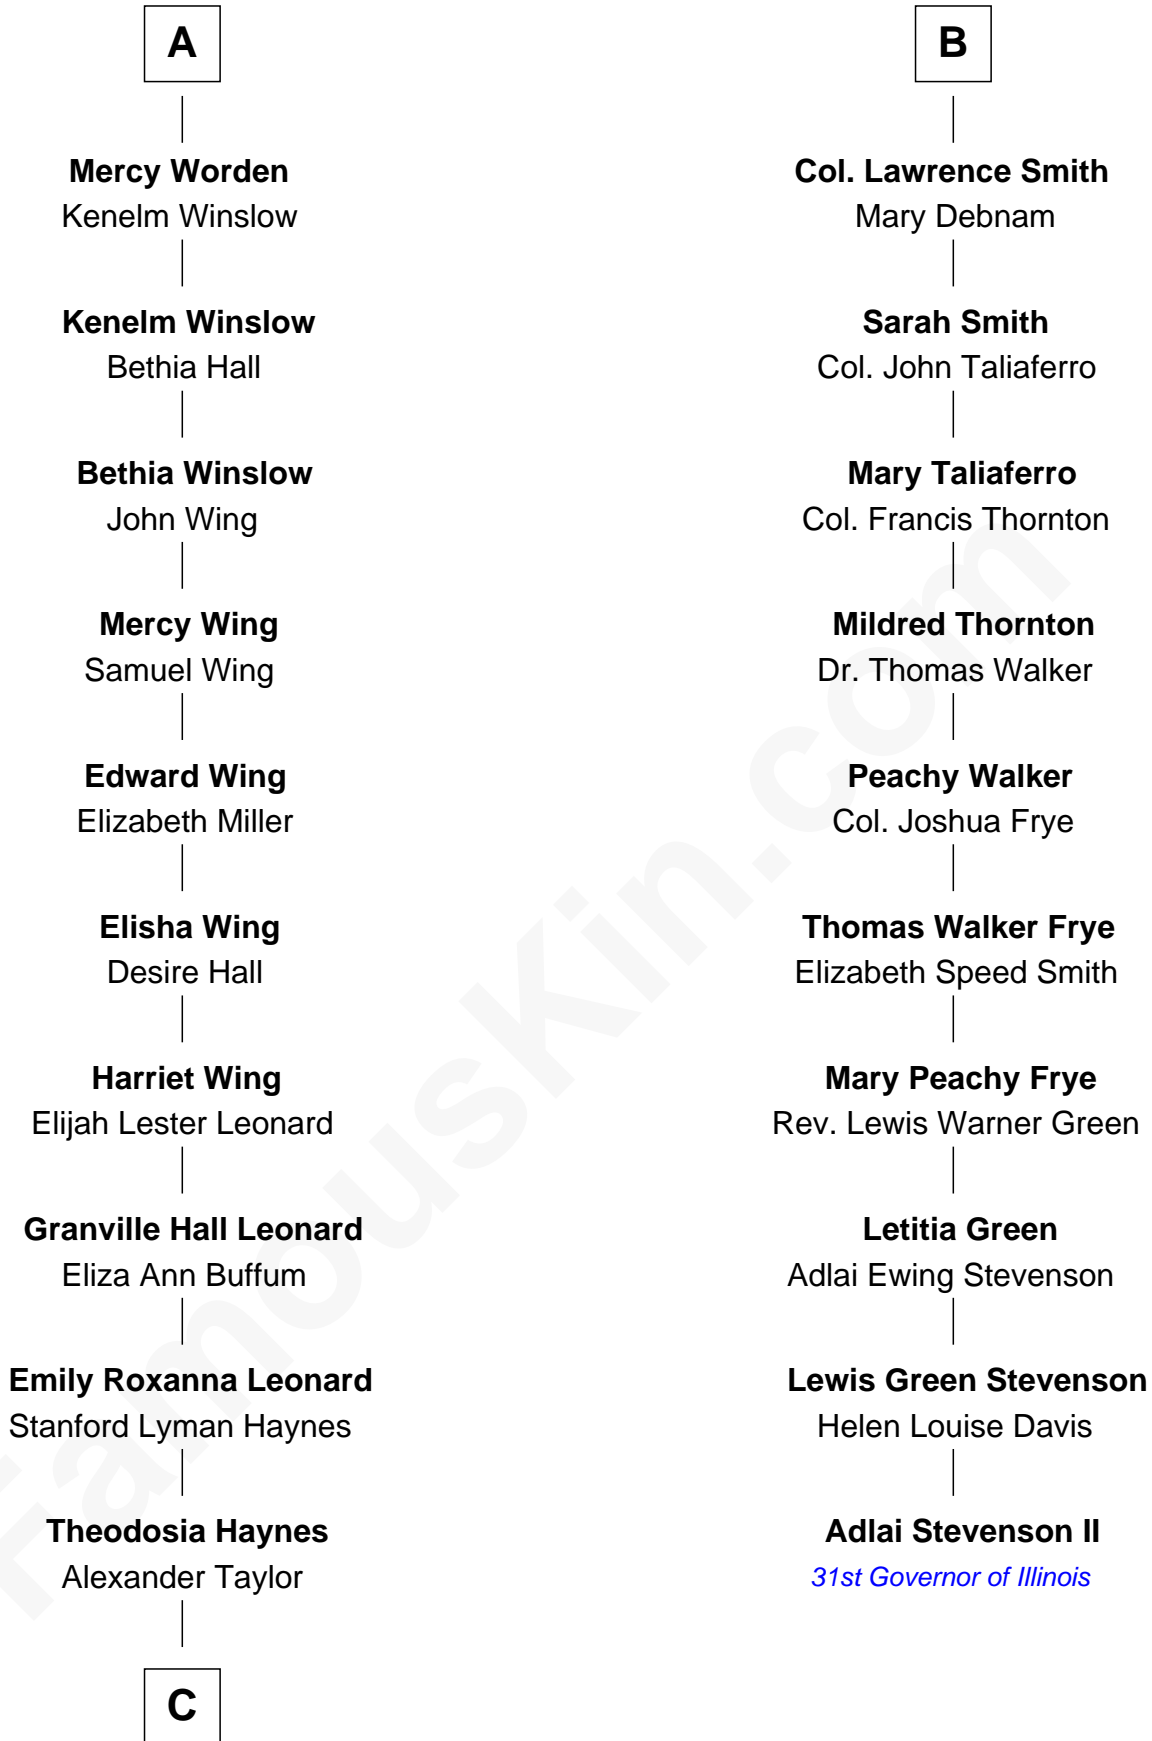 A
Mercy Worden
Kenelm Winslow
Kenelm Winslow
Bethia Hall
Bethia Winslow
John Wing
Mercy Wing
Samuel Wing
Edward Wing
Elizabeth Miller
Elisha Wing
Desire Hall
Harriet Wing
Elijah Lester Leonard
Granville Hall Leonard
Eliza Ann Buffum
Emily Roxanna Leonard
Stanford Lyman Haynes
Theodosia Haynes
Alexander Taylor
C
B
Col. Lawrence Smith
Mary Debnam
Sarah Smith
Col. John Taliaferro
Mary Taliaferro
Col. Francis Thornton
Mildred Thornton
Dr. Thomas Walker
Peachy Walker
Col. Joshua Frye
Thomas Walker Frye
Elizabeth Speed Smith
Mary Peachy Frye
Rev. Lewis Warner Green
Letitia Green
Adlai Ewing Stevenson
Lewis Green Stevenson
Helen Louise Davis
Adlai Stevenson II
31st Governor of Illinois
FamousKin.com